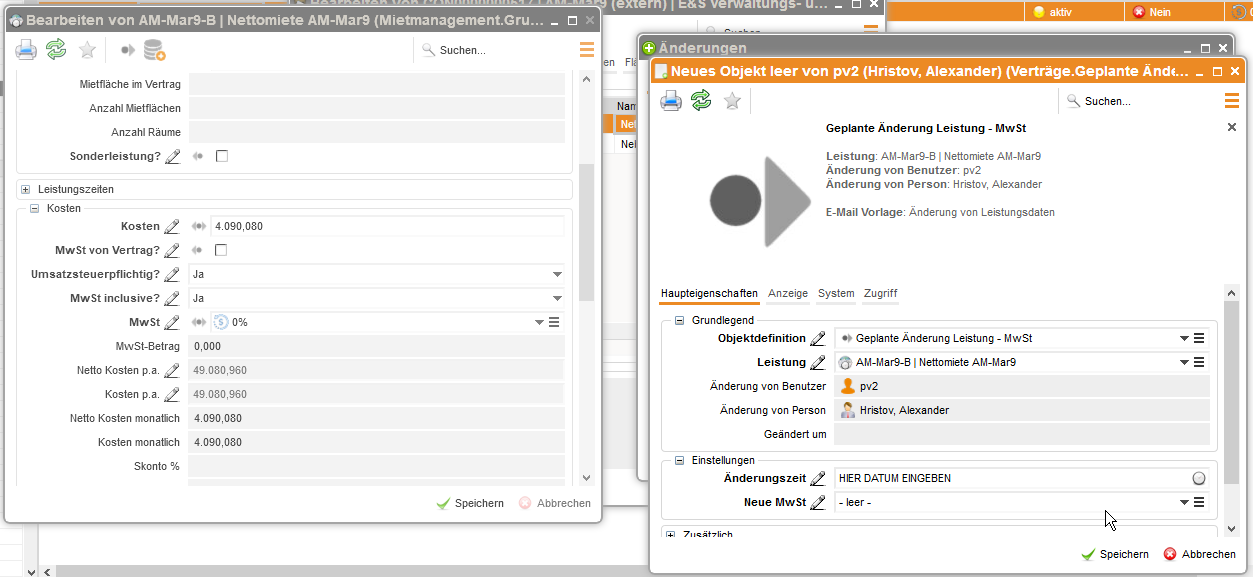 Bearbeiten von AM-Mar9-B | Nettomiete AM-Mar9 (Mietmanagement.Gru...
Suchen...
Mietfläche im Vertrag
Anzahl Mietflächen
Anzahl Räume
Sonderleistung?
Leistungszeiten
Kosten
Kosten 4.090,080
MwSt von Vertrag?
Umsatzsteuerpflichtig? Ja
MwSt inclusive? Ja
MwSt 0%
MwSt-Betrag 0,000
Netto Kosten p.a. 49.080,960
Kosten p.a. 49.080,960
Netto Kosten monatlich 4.090,080
Kosten monatlich 4.090,080
Skonto %
Speichern Abbrechen
aktiv Nein
Änderungen
Neues Objekt leer von pv2 (Hristov, Alexander) (Verträge.Geplante Ände...
Suchen...
Geplante Änderung Leistung - MwSt
Leistung: AM-Mar9-B | Nettomiete AM-Mar9
Änderung von Benutzer: pv2
Änderung von Person: Hristov, Alexander
E-Mail Vorlage: Änderung von Leistungsdaten
Haupteigenschaften Anzeige System Zugriff
Grundlegend
Objektdefinition Geplante Änderung Leistung - MwSt
Leistung AM-Mar9-B | Nettomiete AM-Mar9
Änderung von Benutzer pv2
Änderung von Person Hristov, Alexander
Geändert um
Einstellungen
Änderungszeit HIER DATUM EINGEBEN
Neue MwSt - leer -
Zusätzlich
Speichern Abbrechen